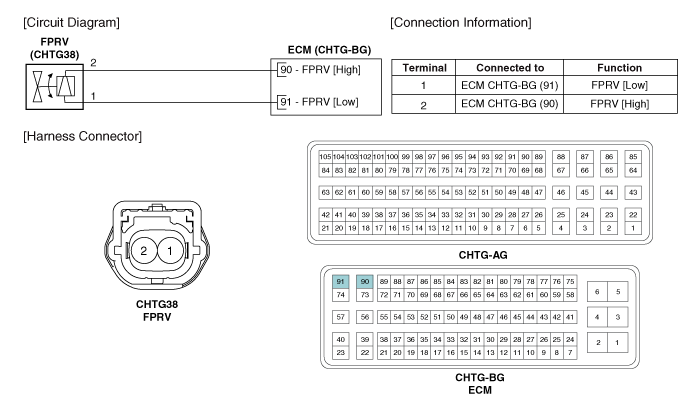 [Circuit Diagram]
FPRV
(CHTG38)
2
1
ECM (CHTG-BG)
90 - FPRV [High]
91 - FPRV [Low]
[Connection Information]
Terminal Connected to Function
1 ECM CHTG-BG (91) FPRV [Low]
2 ECM CHTG-BG (90) FPRV [High]
[Harness Connector]
2 1
CHTG38
FPRV
105 104 103 102 101 100 99 98 97 96 95 94 93 92 91 90 89 88 87 86 85
84 83 82 81 80 79 78 77 76 75 74 73 72 71 70 69 68 67 66 65 64
63 62 61 60 59 58 57 56 55 54 53 52 51 50 49 48 47 46 45 44 43
42 41 40 39 38 37 36 35 34 33 32 31 30 29 28 27 26 25 24 23 22
21 20 19 18 17 16 15 14 13 12 11 10 9 8 7 6 5 4 3 2 1
CHTG-AG
91 90 89 88 87 86 85 84 83 82 81 80 79 78 77 76 75
74 73 72 71 70 69 68 67 66 65 64 63 62 61 60 59 58
6 5
57 56 55 54 53 52 51 50 49 48 47 46 45 44 43 42 41
4 3
40 39 38 37 36 35 34 33 32 31 30 29 28 27 26 25 24
23 22 21 20 19 18 17 16 15 14 13 12 11 10 9 8 7
2 1
CHTG-BG
ECM